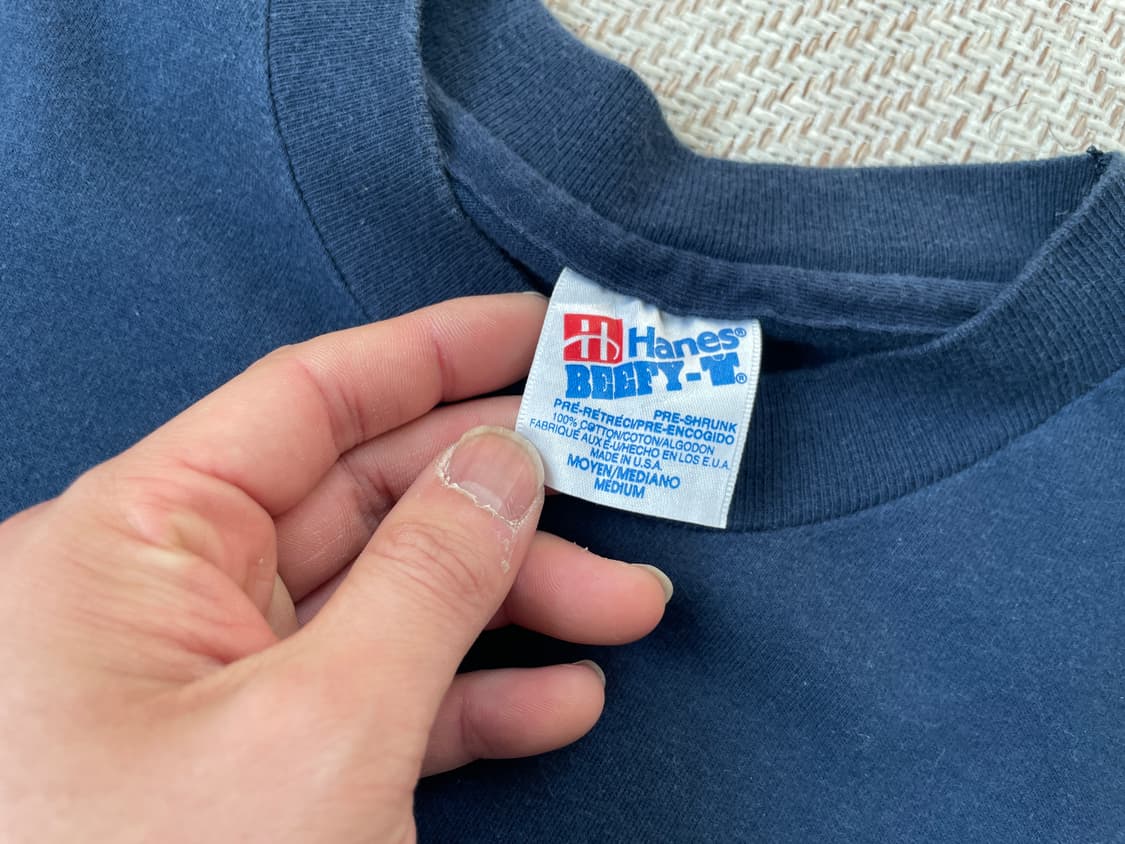 H Hanes®
BEEFY-T®
PRÉ-RÉTRÉCI/PRE-SHRUNK
PRE-ENCOGIDO
100% COTTON/COTON/ALGODON
FABRIQUÉ AUX E-U/HECHO EN LOS E.U.A.
MADE IN U.S.A.
MOYEN/MEDIANO
MEDIUM